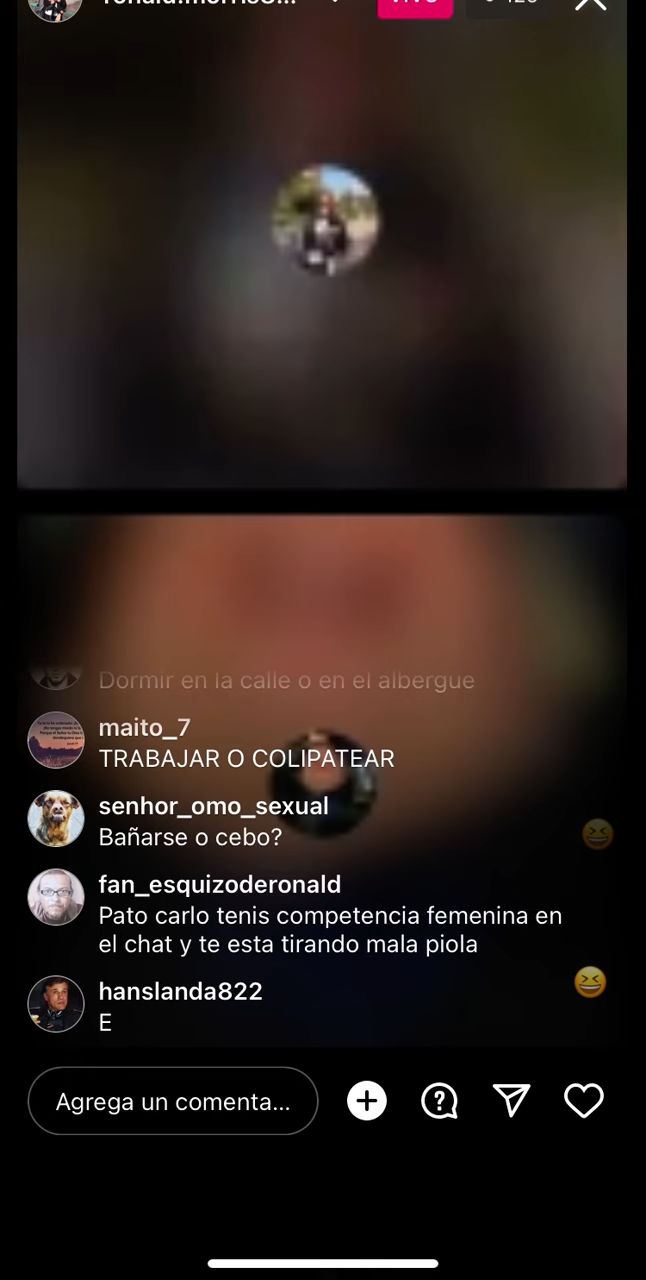 Dormir en la calle o en el albergue
maito_7
TRABAJAR O COLIPATEAR
senhor_omo_sexual
Bañarse o cebo?
fan_esquizoderonald
Pato carlo tenis competencia femenina en
el chat y te esta tirando mala piola
hanslanda822
E
Agrega un comenta...